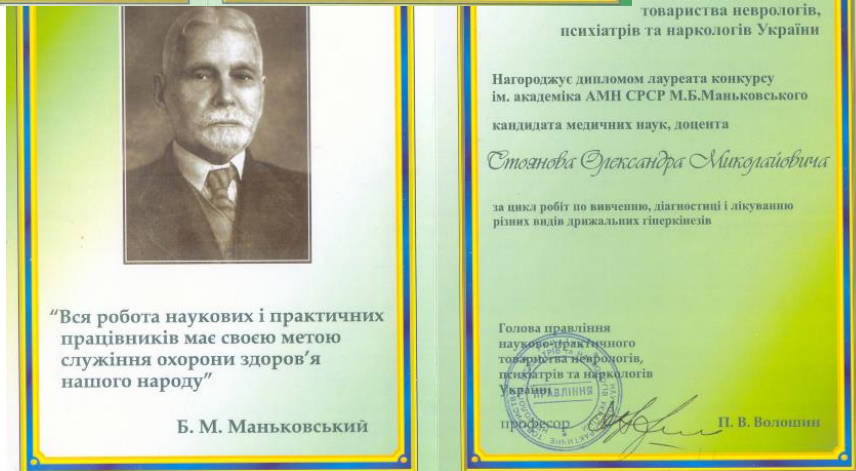 "Вся робота наукових і практичних
працівників має своєю метою
служіння охорони здоров'я
нашого народу"
Б. М. Маньковський
товариства неврологів,
психіатрів та наркологів України
Нагороджує дипломом лауреата конкурсу
ім. академіка АМН СРСР М.Б.Маньковського
кандидата медичних наук, доцента
Стоянова Олександра Миколайовича
за цикл робіт по вивченню, діагностиці і лікуванню
різних видів дрижальних гіперкінезів
Голова правління
науково-практичного
товариства неврологів,
психіатрів та наркологів
України
ПРАВЛІННЯ
професор П. В. Волошин